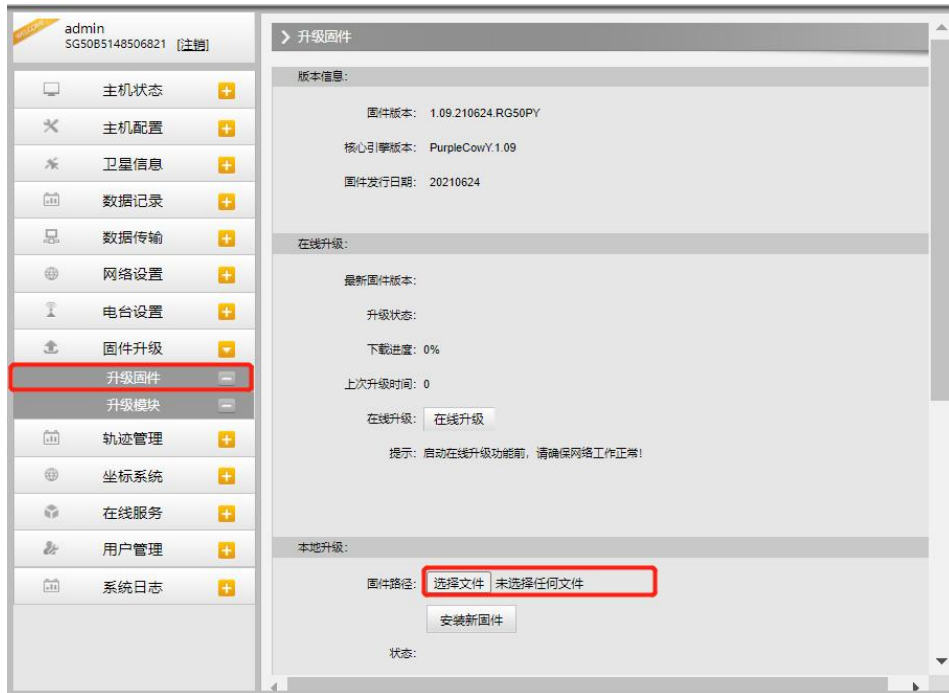 WELCOME
admin
SG50B5148506821 [注销]
主机状态
主机配置
卫星信息
数据记录
数据传输
网络设置
电台设置
固件升级
升级固件
升级模块
轨迹管理
坐标系统
在线服务
用户管理
系统日志
升级固件
版本信息:
固件版本: 1.09.210624.RG50PY
核心引擎版本: PurpleCowY.1.09
固件发行日期: 20210624
在线升级:
最新固件版本:
升级状态:
下载进度: 0%
上次升级时间: 0
在线升级: 在线升级
提示: 启动在线升级功能前, 请确保网络工作正常!
本地升级:
固件路径: 选择文件 未选择任何文件
安装新固件
状态: